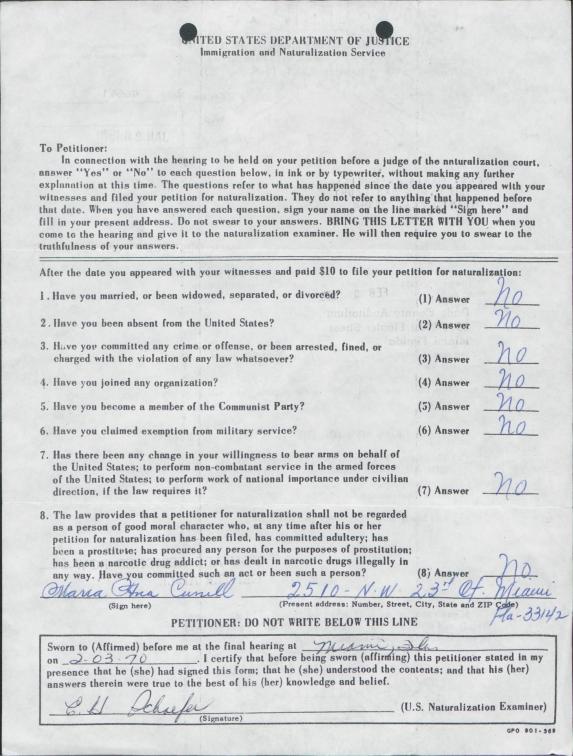 UNITED STATES DEPARTMENT OF JUSTICE
Immigration and Naturalization Service
To Petitioner:
In connection with the hearing to be held on your petition before a judge of the naturalization court,
answer "Yes" or "No" to each question below, in ink or by typewriter, without making any further
explanation at this time. The questions refer to what has happened since the date you appeared with your
witnesses and filed your petition for naturalization. They do not refer to anything that happened before
that date. When you have answered each question, sign your name on the line marked "Sign here" and
fill in your present address. Do not swear to your answers. BRING THIS LETTER WITH YOU when you
come to the hearing and give it to the naturalization examiner. He will then require you to swear to the
truthfulness of your answers.
After the date you appeared with your witnesses and paid $10 to file your petition for naturalization:
1. Have you married, or been widowed, separated, or divorced? (1) Answer No
2. Have you been absent from the United States? (2) Answer No
3. Have you committed any crime or offense, or been arrested, fined, or
charged with the violation of any law whatsoever? (3) Answer No
4. Have you joined any organization? (4) Answer No
5. Have you become a member of the Communist Party? (5) Answer No
6. Have you claimed exemption from military service? (6) Answer No
7. Has there been any change in your willingness to bear arms on behalf of
the United States; to perform non-combatant service in the armed forces
of the United States; to perform work of national importance under civilian
direction, if the law requires it? (7) Answer No
8. The law provides that a petitioner for naturalization shall not be regarded
as a person of good moral character who, at any time after his or her
petition for naturalization has been filed, has committed adultery; has
been a prostitute; has procured any person for the purposes of prostitution;
has been a narcotic drug addict; or has dealt in narcotic drugs illegally in
any way. Have you committed such an act or been such a person? (8) Answer No.
Maria Ana Cunill 2510-N.W. 23rd Ct. Miami
Fla-33142
(Sign here) (Present address: Number, Street, City, State and ZIP Code)
PETITIONER: DO NOT WRITE BELOW THIS LINE
Sworn to (Affirmed) before me at the final hearing at Miami, Fla
on 2-03-70. I certify that before being sworn (affirming) this petitioner stated in my
presence that he (she) had signed this form; that he (she) understood the contents; and that his (her)
answers therein were true to the best of his (her) knowledge and belief.
C. H. Schaefer (U.S. Naturalization Examiner)
(Signature)
GPO 901-568